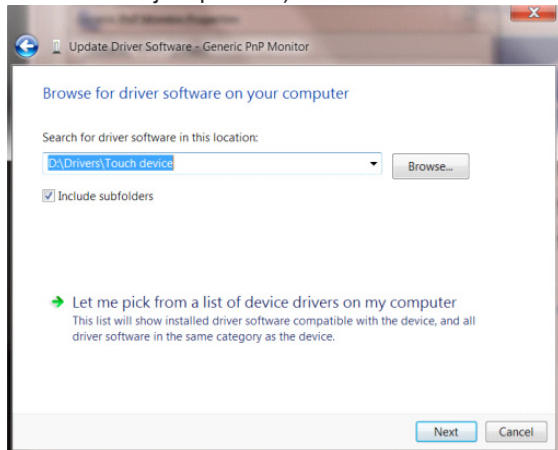 Update Driver Software - Generic PnP Monitor
Browse for driver software on your computer
Search for driver software in this location:
D:\Drivers\Touch device
Browse...
Include subfolders
Let me pick from a list of device drivers on my computer
This list will show installed driver software compatible with the device, and all
driver software in the same category as the device.
Next Cancel